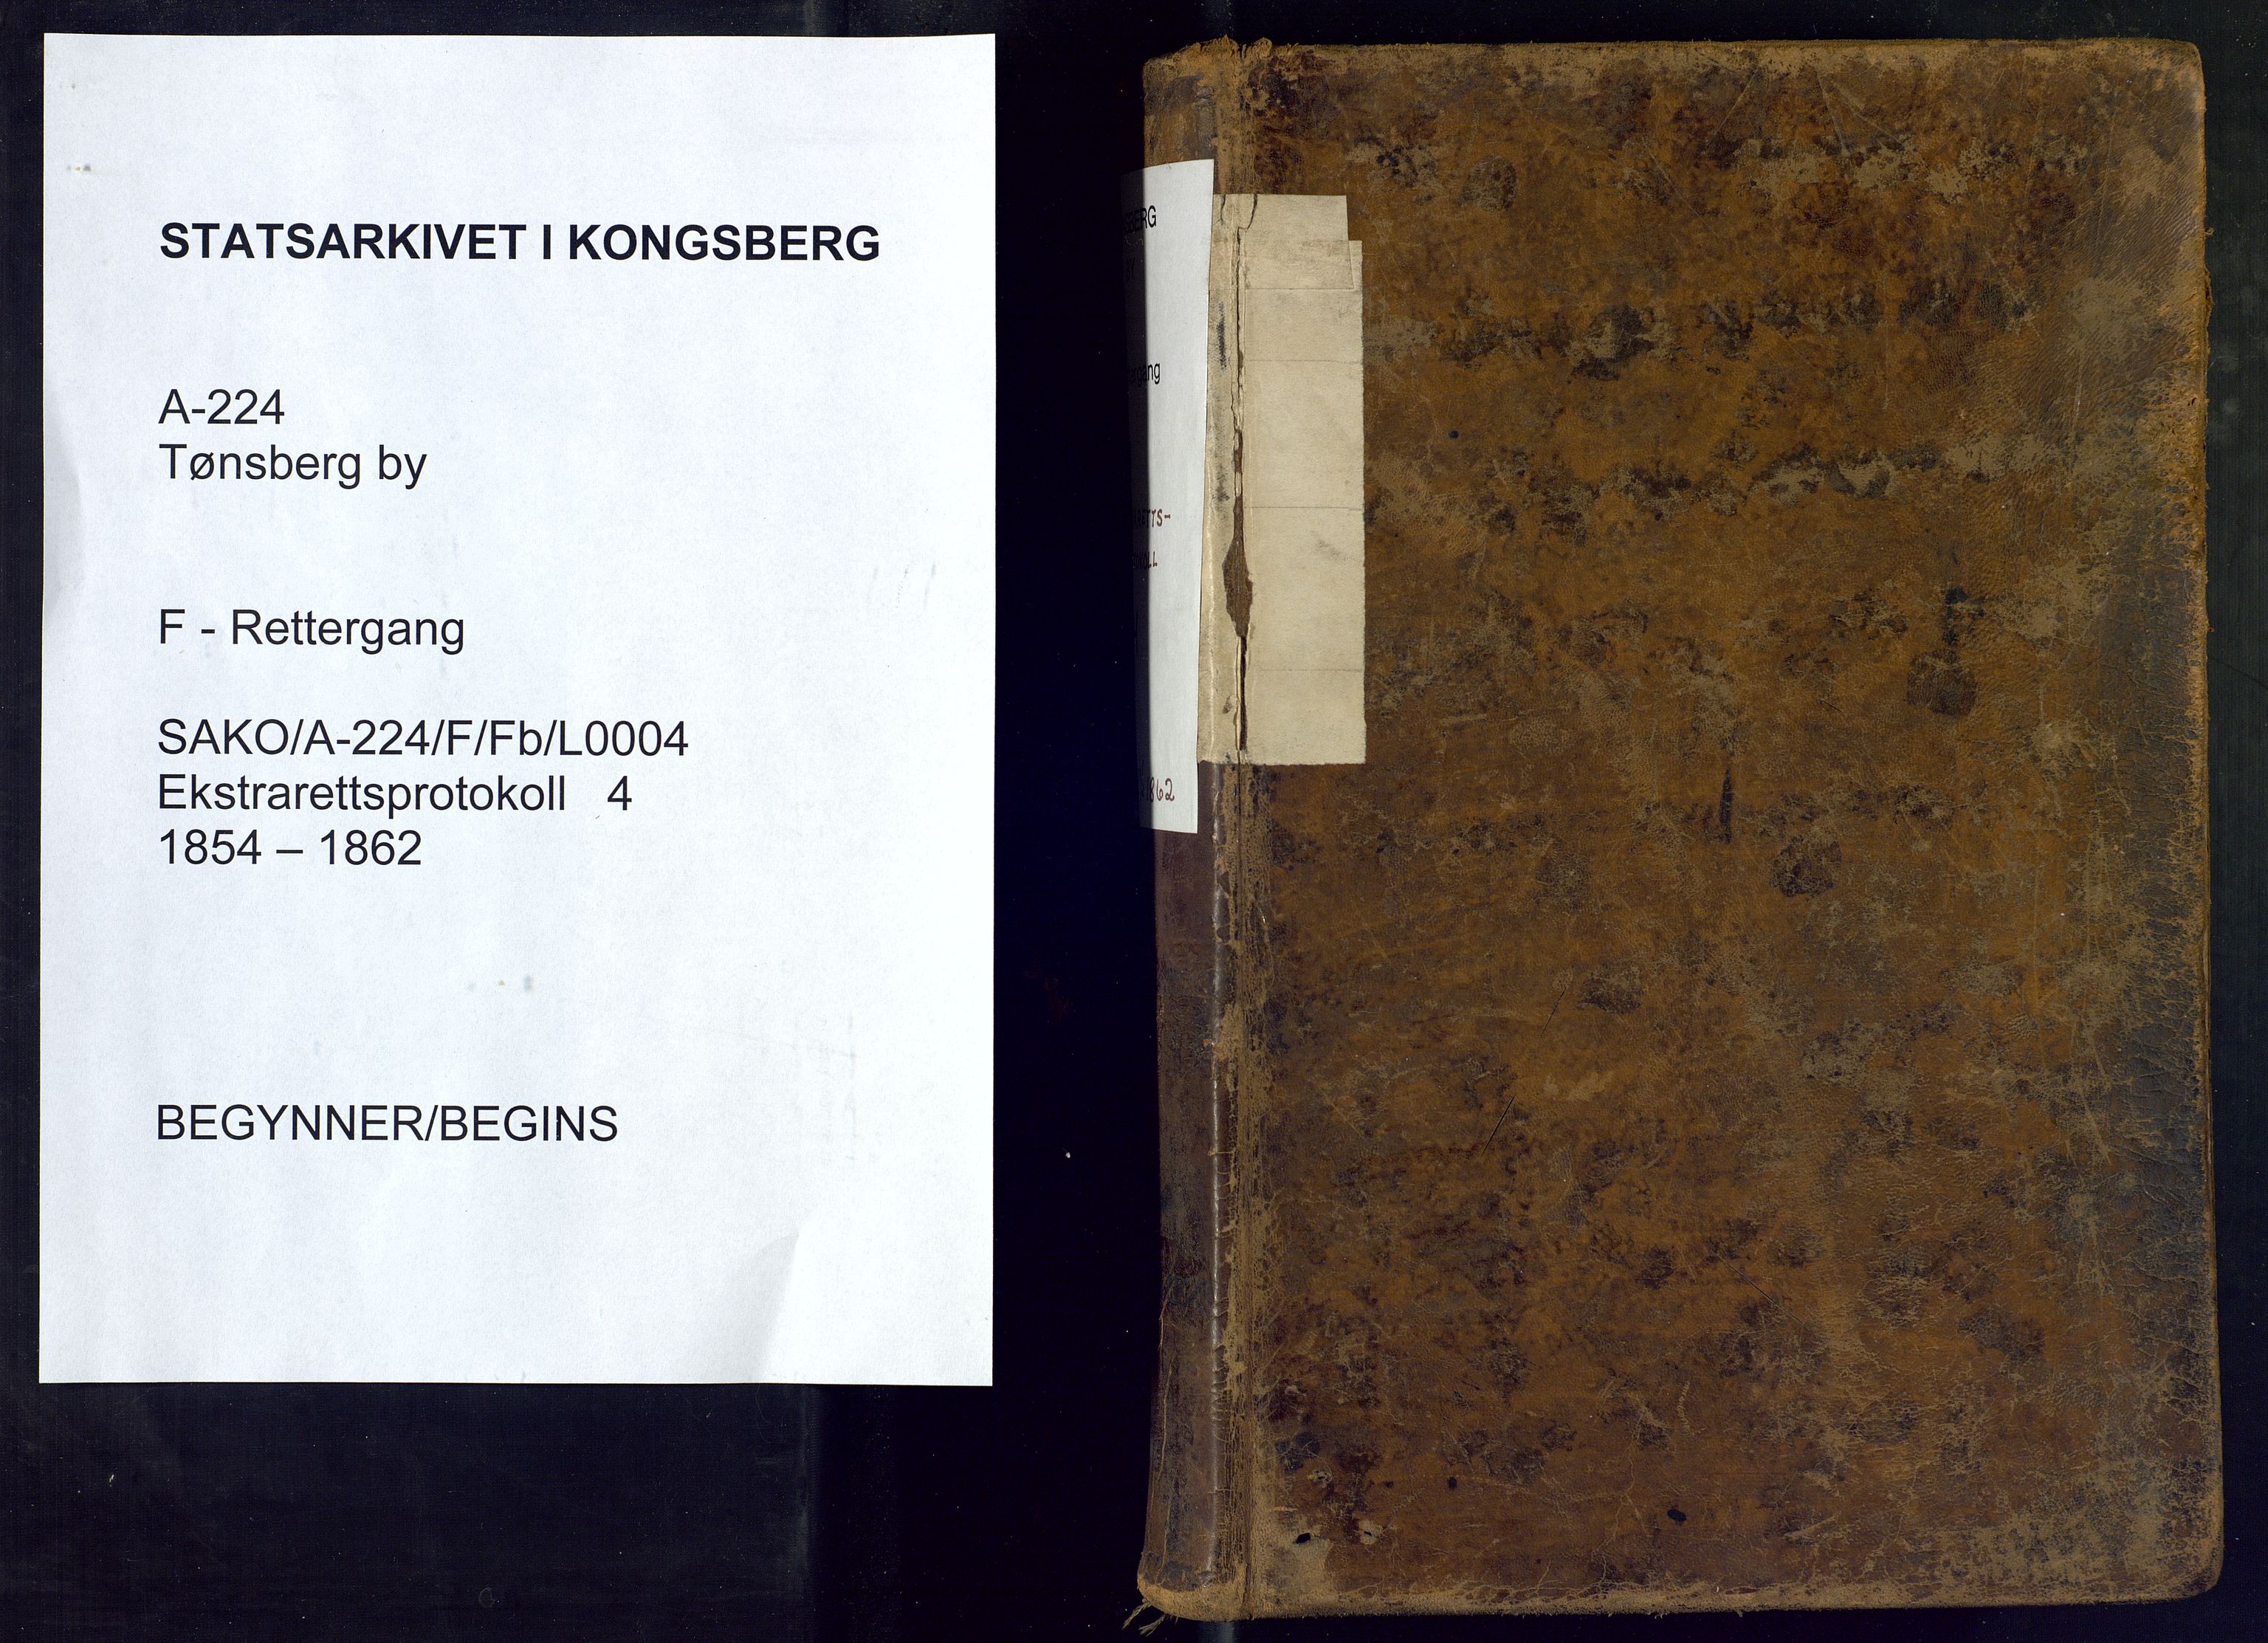 STATSARKIVET I KONGSBERG
A-224
Tønsberg by
F - Rettergang
SAKO/A-224/F/Fb/L0004
Ekstrarettsprotokoll 4
1854 – 1862
BEGYNNER/BEGINS